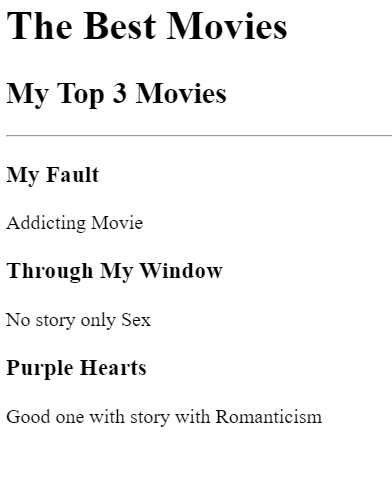 The Best Movies
My Top 3 Movies
My Fault
Addicting Movie
Through My Window
No story only Sex
Purple Hearts
Good one with story with Romanticism